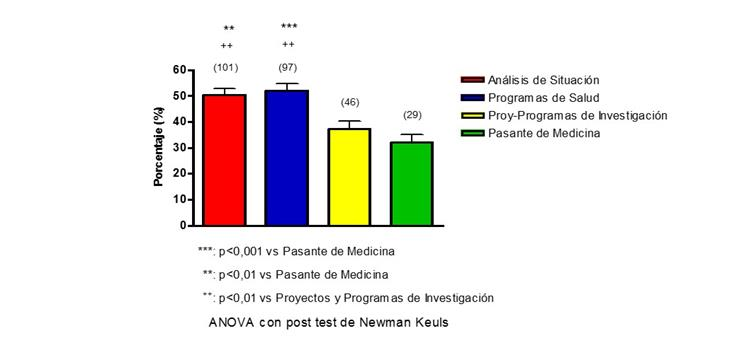 ** ***
++ ++
(101) (97)
(46)
(29)
60
50
40
30
20
10
0
Porcentaje (%)
Análisis de Situación
Programas de Salud
Proy-Programas de Investigación
Pasante de Medicina
***: p<0,001 vs Pasante de Medicina
**: p<0,01 vs Pasante de Medicina
++: p<0,01 vs Proyectos y Programas de Investigación
ANOVA con post test de Newman Keuls